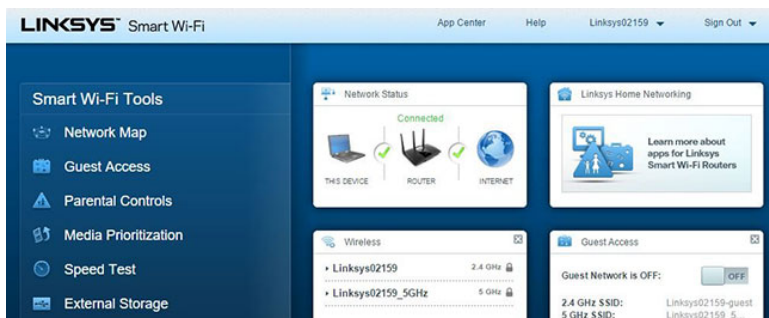 LINKSYS Smart Wi-Fi
App Center Help Linksys02159 Sign Out
Smart Wi-Fi Tools
Network Map
Guest Access
Parental Controls
Media Prioritization
Speed Test
External Storage
Network Status
Connected
THIS DEVICE ROUTER INTERNET
Linksys Home Networking
Learn more about
apps for Linksys
Smart Wi-Fi Routers
Wireless
Linksys02159 2.4 GHz
Linksys02159_5GHz 5 GHz
Guest Access
Guest Network is OFF: OFF
2.4 GHz SSID: Linksys02159-guest
5 GHz SSID: Linksys02159_5...